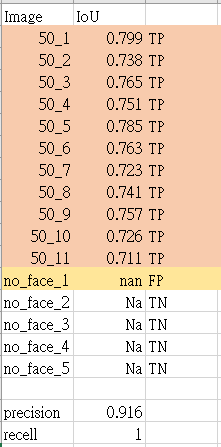 Image IoU
50_1 0.799 TP
50_2 0.738 TP
50_3 0.765 TP
50_4 0.751 TP
50_5 0.785 TP
50_6 0.763 TP
50_7 0.723 TP
50_8 0.741 TP
50_9 0.757 TP
50_10 0.726 TP
50_11 0.711 TP
no_face_1 nan FP
no_face_2 Na TN
no_face_3 Na TN
no_face_4 Na TN
no_face_5 Na TN
precision 0.916
recell 1